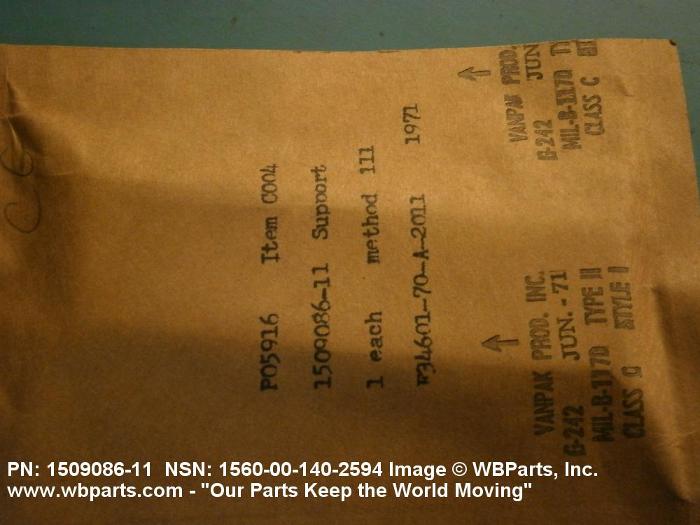 PO5916 Item C004
1509086-11 Support
1 each method 111
F34601-70-A-2011 1971
VANPAK PROD. INC.
G-242 JUN. - 71
MIL-B-117D TYPE II
CLASS C STYLE I
VANPAK PROD.
G-242 JUN
MIL-B-117D
CLASS C
PN: 1509086-11 NSN: 1560-00-140-2594 Image © WBParts, Inc.
www.wbparts.com - "Our Parts Keep the World Moving"